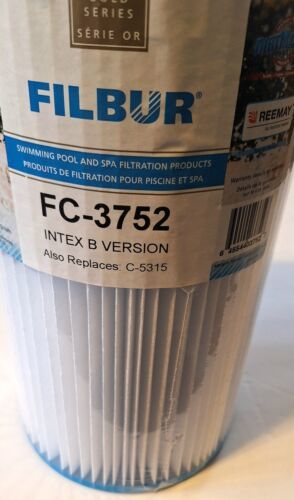 SERIES
SÉRIE OR
FILBUR®
REEMAY
SWIMMING POOL AND SPA FILTRATION PRODUCTS
PRODUITS DE FILTRATION POUR PISCINE ET SPA
FC-3752
INTEX B VERSION
Also Replaces: C-5315